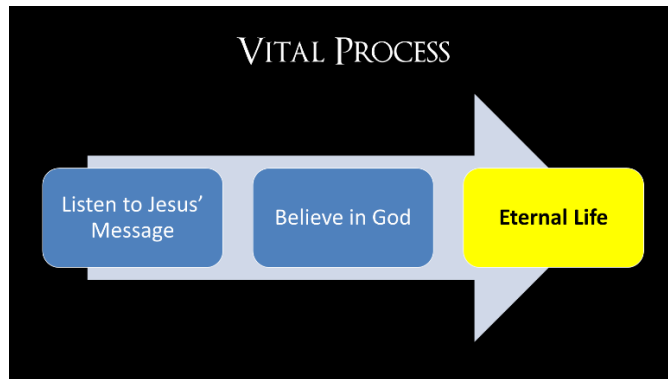 VITAL PROCESS
Listen to Jesus’
Message
Believe in God
Eternal Life